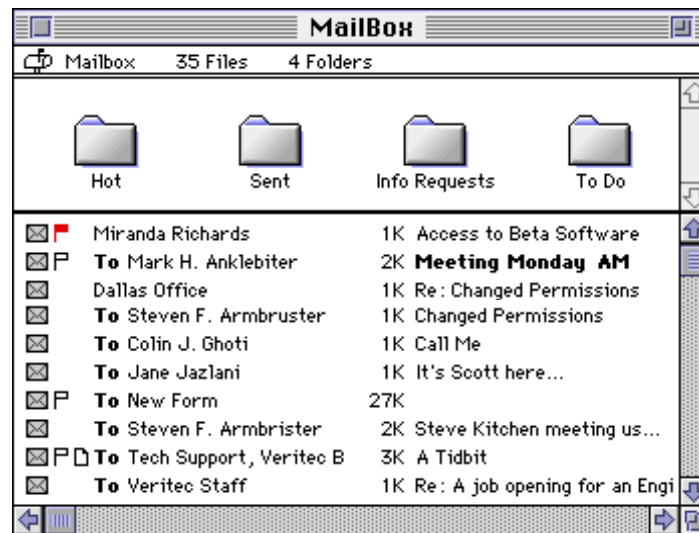 MailBox
Mailbox 35 Files 4 Folders
Hot Sent Info Requests To Do
Miranda Richards 1K Access to Beta Software
To Mark H. Anklebiter 2K Meeting Monday AM
Dallas Office 1K Re: Changed Permissions
To Steven F. Armbruster 1K Changed Permissions
To Colin J. Ghoti 1K Call Me
To Jane Jazlani 1K It's Scott here...
To New Form 27K
To Steven F. Armbrister 2K Steve Kitchen meeting us...
To Tech Support, Veritec B 3K A Tidbit
To Veritec Staff 1K Re: A job opening for an Engi